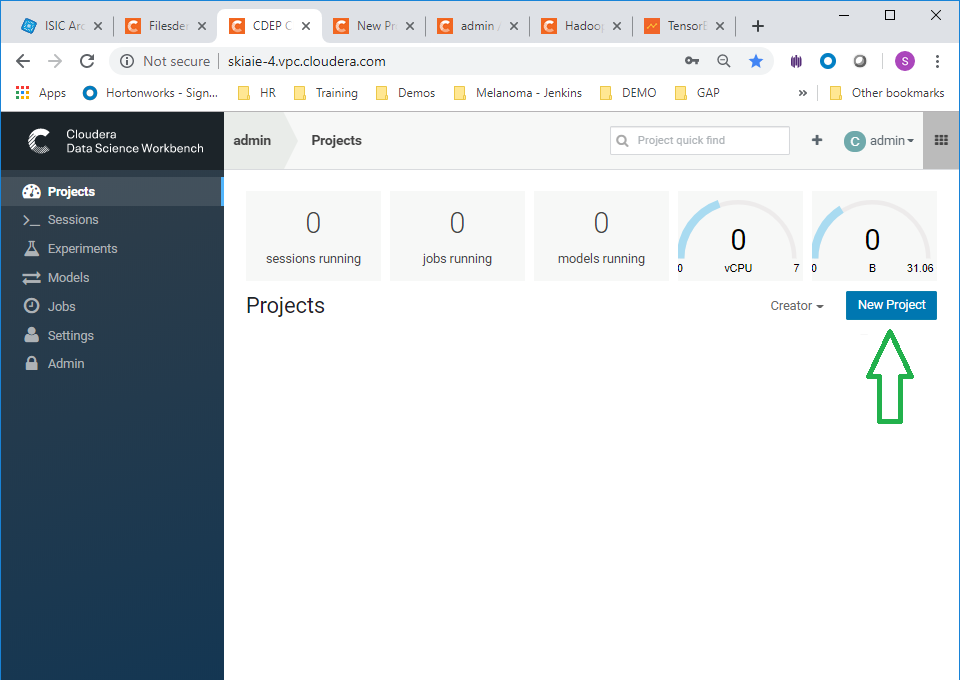 ISIC Arc
Filesder
CDEP C
New Pr
admin
Hadoo
TensorE
Not secure
skiaie-4.vpc.cloudera.com
S
Apps
Hortonworks - Sign...
HR
Training
Demos
Melanoma - Jenkins
DEMO
GAP
»
Other bookmarks
Cloudera
Data Science Workbench
admin
Projects
Project quick find
C
admin
Projects
Sessions
Experiments
Models
Jobs
Settings
Admin
0
sessions running
0
jobs running
0
models running
0
0 vCPU 7
0
0 B 31.06
Projects
Creator
New Project